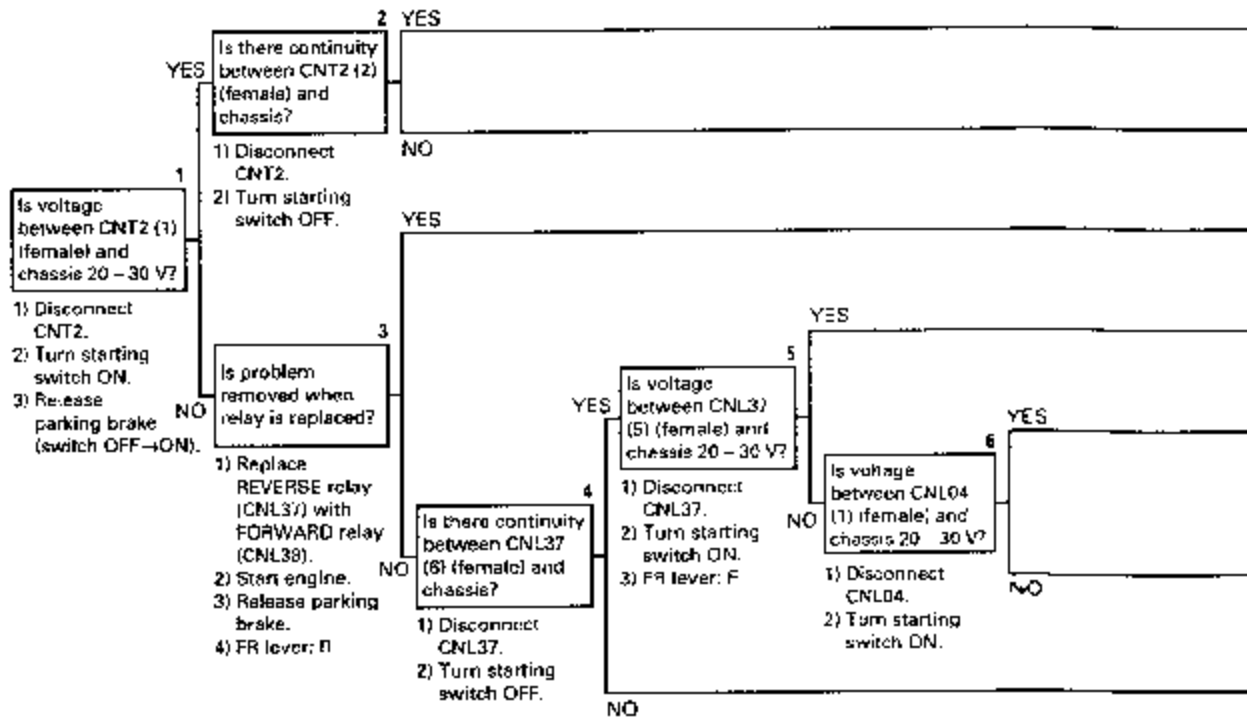 1
Is voltage
between CNT2 (1)
(female) and
chassis 20 – 30 V?
1) Disconnect
CNT2.
2) Turn starting
switch ON.
3) Release
parking brake
(switch OFF→ON).
YES
2
Is there continuity
between CNT2 (2)
(female) and
chassis?
1) Disconnect
CNT2.
2) Turn starting
switch OFF.
YES
NO
NO
3
Is problem
removed when
relay is replaced?
1) Replace
REVERSE relay
(CNL37) with
FORWARD relay
(CNL38).
2) Start engine.
3) Release parking
brake.
4) FR lever: R
YES
NO
4
Is there continuity
between CNL37
(6) (female) and
chassis?
1) Disconnect
CNL37.
2) Turn starting
switch OFF.
YES
5
Is voltage
between CNL37
(5) (female) and
chassis 20 – 30 V?
1) Disconnect
CNL37.
2) Turn starting
switch ON.
3) FR lever: F
YES
NO
6
Is voltage
between CNL04
(1) (female) and
chassis 20 – 30 V?
1) Disconnect
CNL04.
2) Turn starting
switch ON.
YES
NO
NO